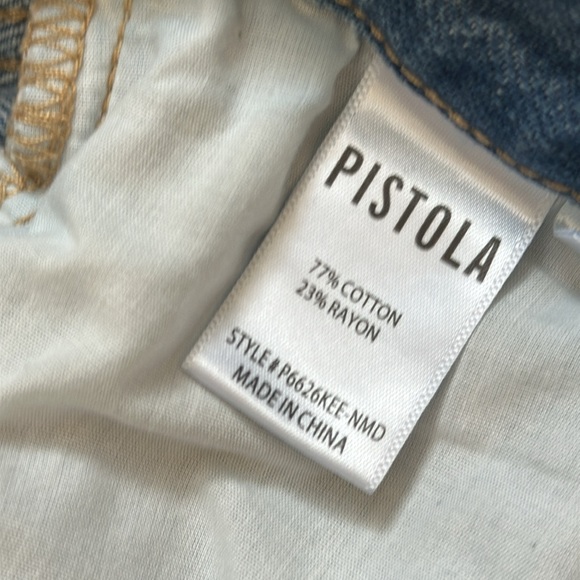 PISTOLA
77% COTTON
23% RAYON
STYLE # P6626KEE-NMD
MADE IN CHINA